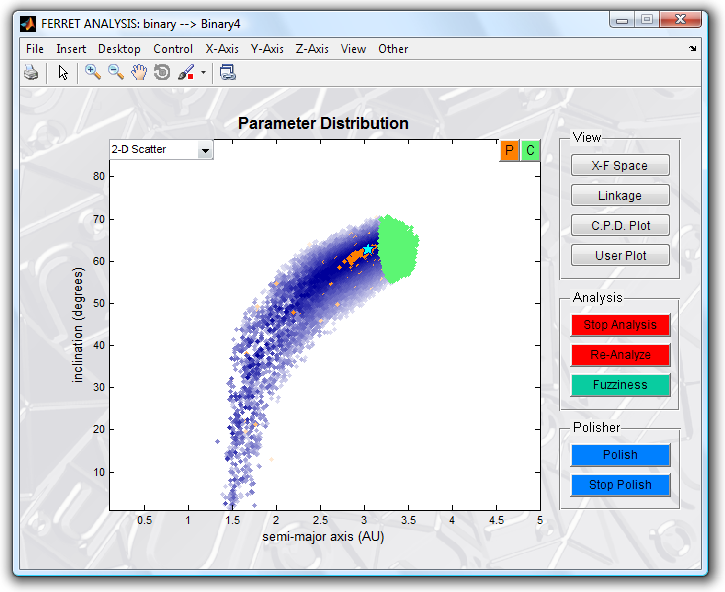 FERRET ANALYSIS: binary --> Binary4
File Insert Desktop Control X-Axis Y-Axis Z-Axis View Other
Parameter Distribution
2-D Scatter
P C
80
70
60
50
40
30
20
10
inclination (degrees)
0.5 1 1.5 2 2.5 3 3.5 4 4.5 5
semi-major axis (AU)
View
X-F Space
Linkage
C.P.D. Plot
User Plot
Analysis
Stop Analysis
Re-Analyze
Fuzziness
Polisher
Polish
Stop Polish